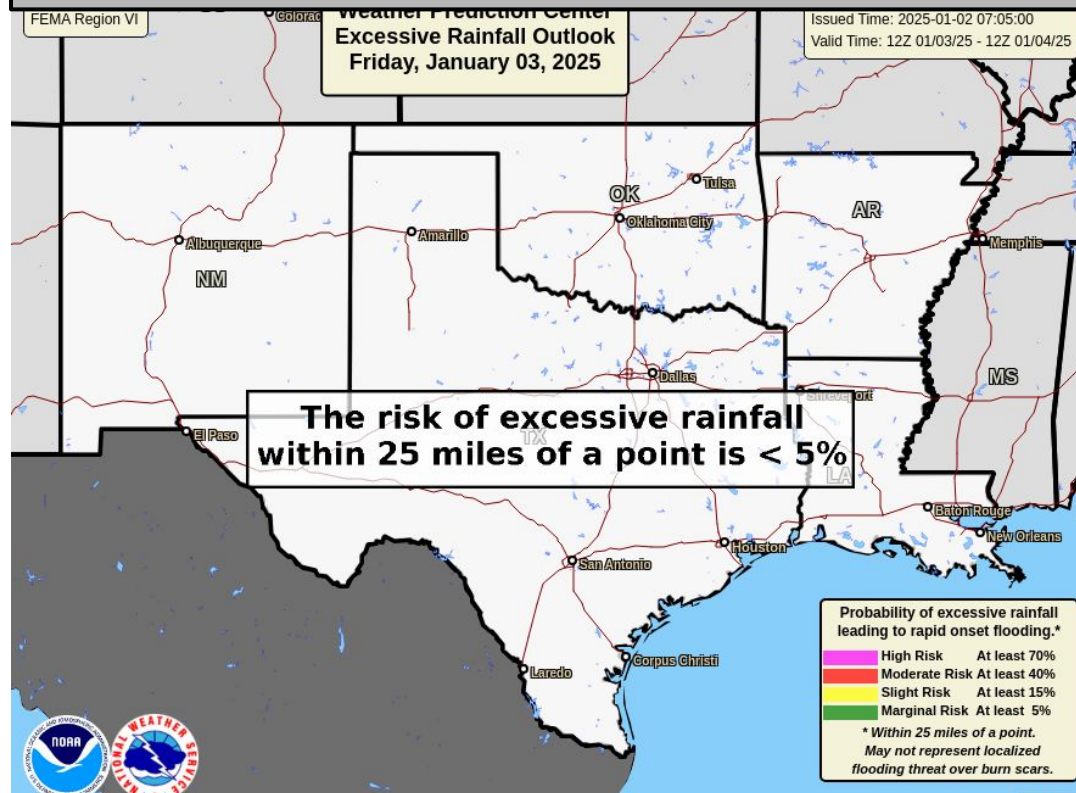 FEMA Region VI
Weather Prediction Center
Excessive Rainfall Outlook
Friday, January 03, 2025
Issued Time: 2025-01-02 07:05:00
Valid Time: 12Z 01/03/25 - 12Z 01/04/25
Colorad
Tulsa
OK
Oklahoma City
AR
Albuquerque
Amarillo
Memphis
NM
Dallas
MS
Shreveport
The risk of excessive rainfall
within 25 miles of a point is < 5%
El Paso
TX
LA
Baton Rouge
New Orleans
Houston
San Antonio
Corpus Christi
Laredo
Probability of excessive rainfall
leading to rapid onset flooding.*
High Risk At least 70%
Moderate Risk At least 40%
Slight Risk At least 15%
Marginal Risk At least 5%
* Within 25 miles of a point.
May not represent localized
flooding threat over burn scars.
NOAA
NATIONAL WEATHER SERVICE